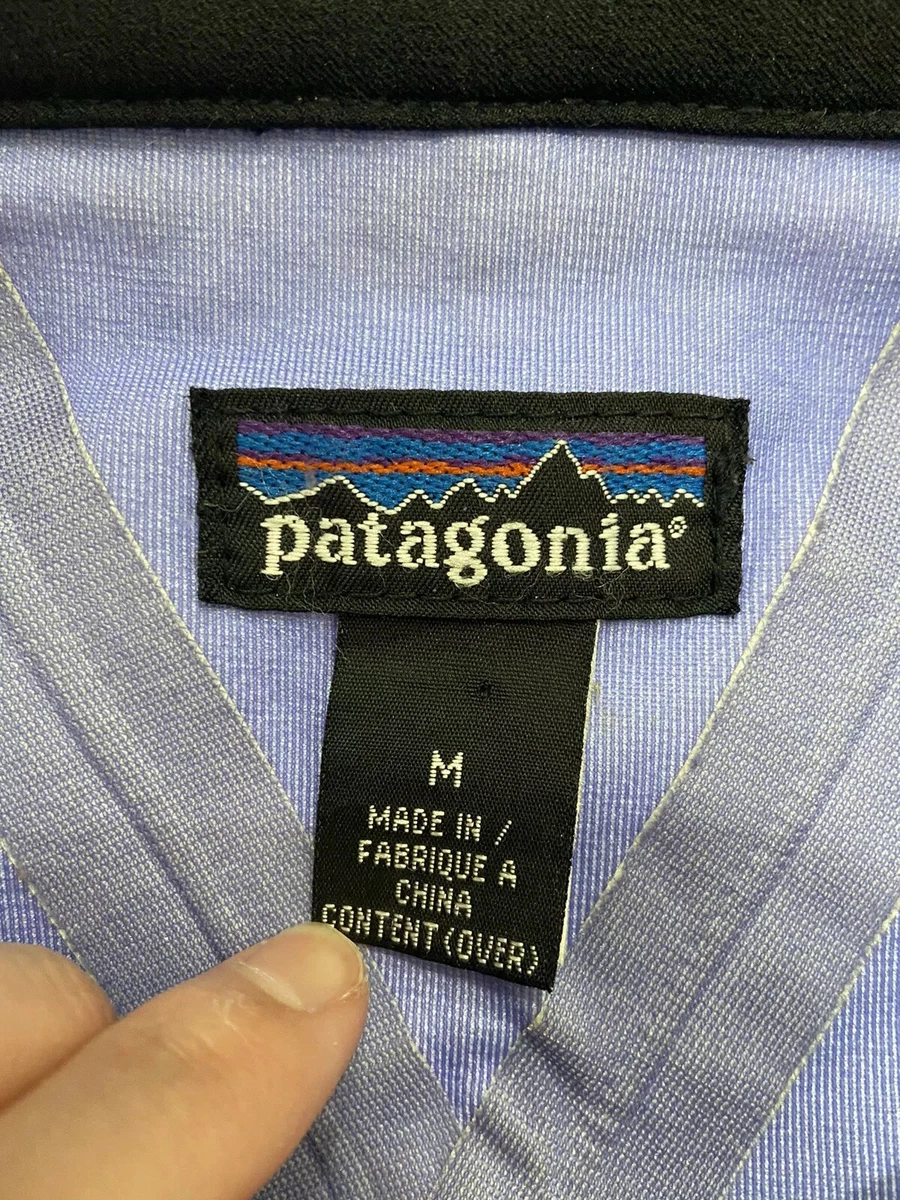 patagonia®
M
MADE IN /
FABRIQUE A
CHINA
CONTENT (OVER)